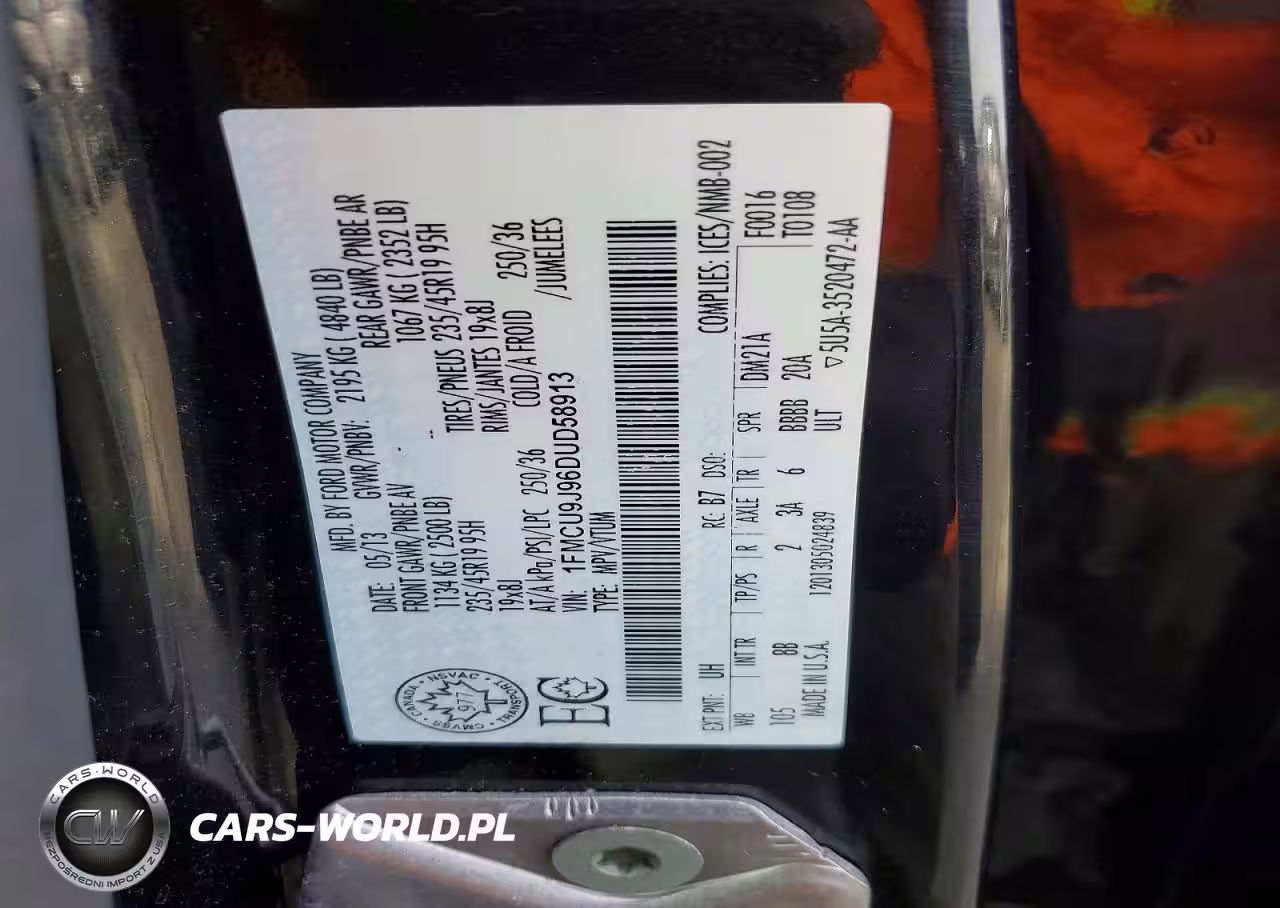 MFD. BY FORD MOTOR COMPANY
DATE: 05/13 GVWR/PNBV: 2195 KG ( 4840 LB)
FRONT GAWR/PNBE AV REAR GAWR/PNBE AR
1134 KG ( 2500 LB) 1067 KG ( 2352 LB)
235/45R19 95H TIRES/PNEUS 235/45R19 95H
19x8J RIMS/JANTES 19x8J
AT/A kPa/PSI/LPC 250/36 COLD/A FROID 250/36
VIN: 1FMCU9J96DUD58913 /JUMELEES
TYPE: MPV/VTUM
CANADA · NSVAC · TRANSPORT · CMVSS
977
EC
EXT PNT: UH RC: B7 DSO: COMPLIES: ICES/NMB-002
WB INT TR TP/PS R AXLE TR SPR DM21A F0016
105 8B 2 3A 6 BBBB 20A T0108
MADE IN U.S.A. 1201305024839 ULT ▽5U5A-3520472-AA
CARS-WORLD
CW
BEZPOŚREDNI IMPORT Z USA
CARS-WORLD.PL